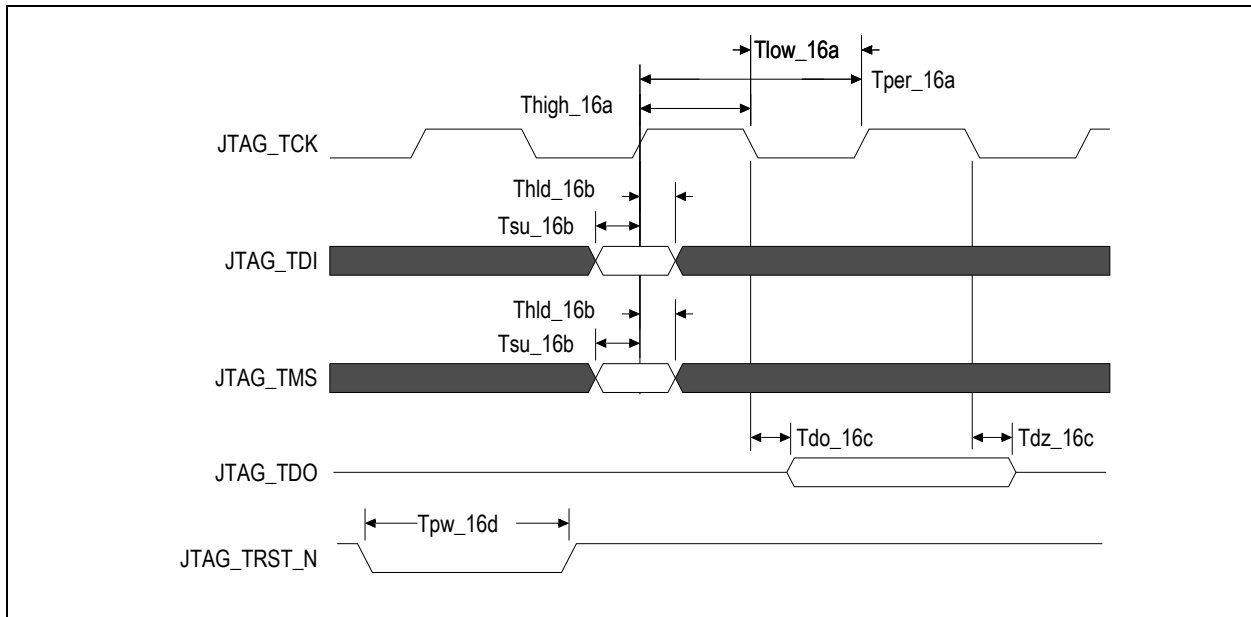 Tlow_16a
Tper_16a
Thigh_16a
JTAG_TCK
Thld_16b
Tsu_16b
JTAG_TDI
Thld_16b
Tsu_16b
JTAG_TMS
Tdo_16c
Tdz_16c
JTAG_TDO
Tpw_16d
JTAG_TRST_N